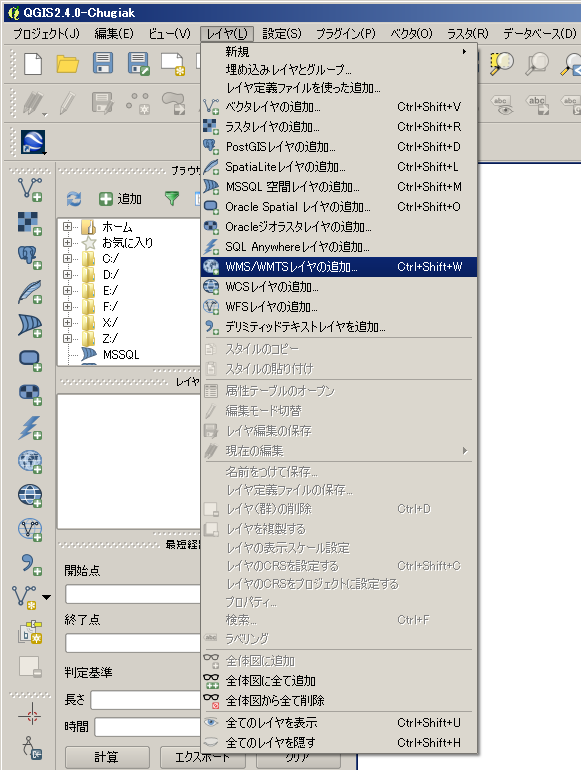 QGIS2.4.0-Chugiak
プロジェクト(J) 編集(E) ビュー(V) レイヤ(L) 設定(S) プラグイン(P) ベクタ(O) ラスタ(R) データベース(D)
新規
埋め込みレイヤとグループ...
レイヤ定義ファイルを使った追加...
ベクタレイヤの追加... Ctrl+Shift+V
ラスタレイヤの追加... Ctrl+Shift+R
PostGISレイヤの追加... Ctrl+Shift+D
SpatiaLiteレイヤの追加... Ctrl+Shift+L
MSSQL 空間レイヤの追加... Ctrl+Shift+M
Oracle Spatial レイヤの追加... Ctrl+Shift+O
Oracleジオラスタレイヤの追加...
SQL Anywhereレイヤの追加...
WMS/WMTSレイヤの追加... Ctrl+Shift+W
WCSレイヤの追加...
WFSレイヤの追加...
デリミティッドテキストレイヤを追加...
スタイルのコピー
スタイルの貼り付け
属性テーブルのオープン
編集モード切替
レイヤ編集の保存
現在の編集
名前をつけて保存...
レイヤ定義ファイルの保存...
レイヤ(群)の削除 Ctrl+D
レイヤを複製する
レイヤの表示スケール設定
レイヤのCRSを設定する Ctrl+Shift+C
レイヤのCRSをプロジェクトに設定する
プロパティ...
検索... Ctrl+F
ラベリング
全体図に追加
全体図に全て追加
全体図から全て削除
全てのレイヤを表示 Ctrl+Shift+U
全てのレイヤを隠す Ctrl+Shift+H
ブラウ
追加
ホーム
お気に入り
C:/
D:/
E:/
F:/
X:/
Z:/
MSSQL
レイヤ
最短経
開始点
終了点
判定基準
長さ
時間
計算 エクスポート クリア
abc abc abc